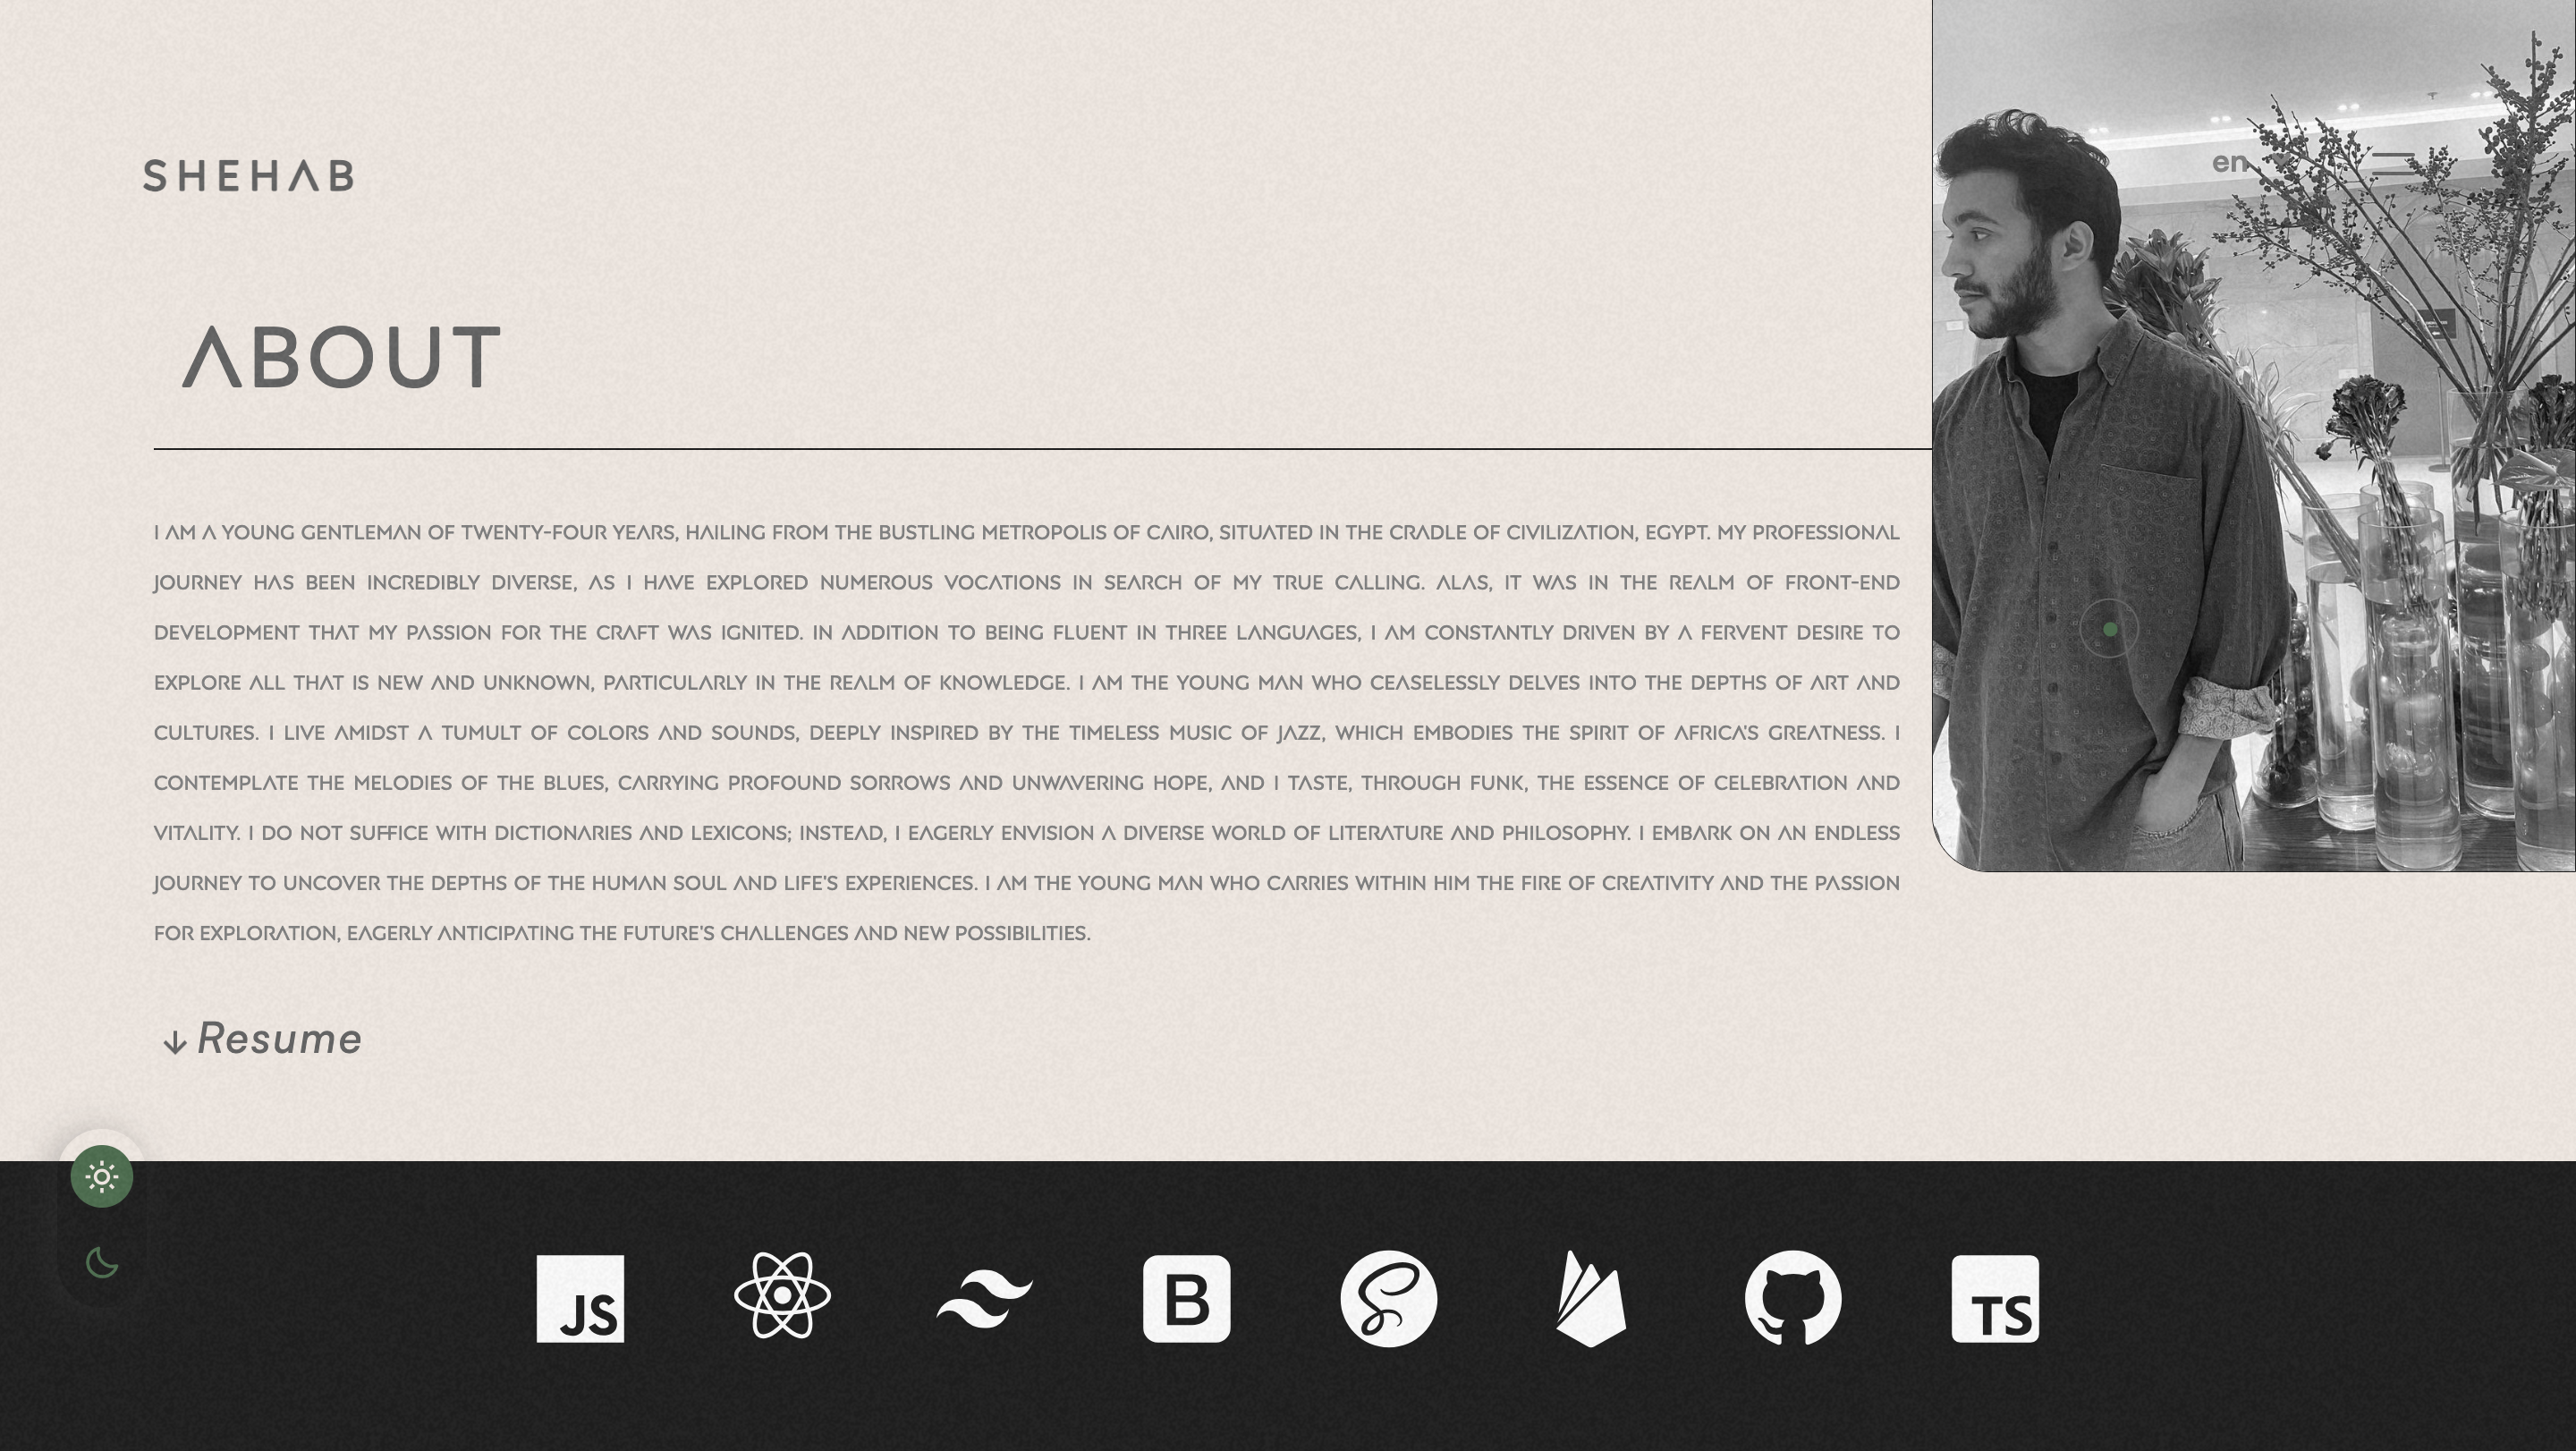 SHEHAB
en
ABOUT
I AM A YOUNG GENTLEMAN OF TWENTY-FOUR YEARS, HAILING FROM THE BUSTLING METROPOLIS OF CAIRO, SITUATED IN THE CRADLE OF CIVILIZATION, EGYPT. MY PROFESSIONAL
JOURNEY HAS BEEN INCREDIBLY DIVERSE, AS I HAVE EXPLORED NUMEROUS VOCATIONS IN SEARCH OF MY TRUE CALLING. ALAS, IT WAS IN THE REALM OF FRONT-END
DEVELOPMENT THAT MY PASSION FOR THE CRAFT WAS IGNITED. IN ADDITION TO BEING FLUENT IN THREE LANGUAGES, I AM CONSTANTLY DRIVEN BY A FERVENT DESIRE TO
EXPLORE ALL THAT IS NEW AND UNKNOWN, PARTICULARLY IN THE REALM OF KNOWLEDGE. I AM THE YOUNG MAN WHO CEASELESSLY DELVES INTO THE DEPTHS OF ART AND
CULTURES. I LIVE AMIDST A TUMULT OF COLORS AND SOUNDS, DEEPLY INSPIRED BY THE TIMELESS MUSIC OF JAZZ, WHICH EMBODIES THE SPIRIT OF AFRICA'S GREATNESS. I
CONTEMPLATE THE MELODIES OF THE BLUES, CARRYING PROFOUND SORROWS AND UNWAVERING HOPE, AND I TASTE, THROUGH FUNK, THE ESSENCE OF CELEBRATION AND
VITALITY. I DO NOT SUFFICE WITH DICTIONARIES AND LEXICONS; INSTEAD, I EAGERLY ENVISION A DIVERSE WORLD OF LITERATURE AND PHILOSOPHY. I EMBARK ON AN ENDLESS
JOURNEY TO UNCOVER THE DEPTHS OF THE HUMAN SOUL AND LIFE'S EXPERIENCES. I AM THE YOUNG MAN WHO CARRIES WITHIN HIM THE FIRE OF CREATIVITY AND THE PASSION
FOR EXPLORATION, EAGERLY ANTICIPATING THE FUTURE'S CHALLENGES AND NEW POSSIBILITIES.
Resume
JS
B
TS